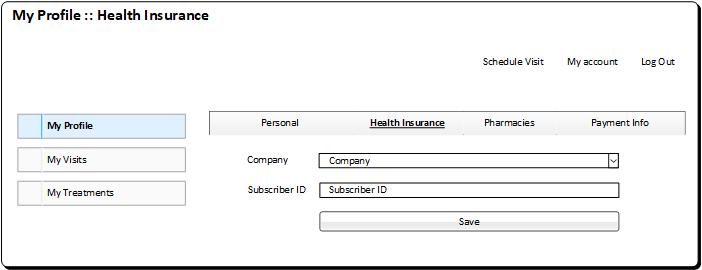 My Profile :: Health Insurance
Schedule Visit My account Log Out
My Profile
My Visits
My Treatments
Personal Health Insurance Pharmacies Payment Info
Company Company
Subscriber ID Subscriber ID
Save